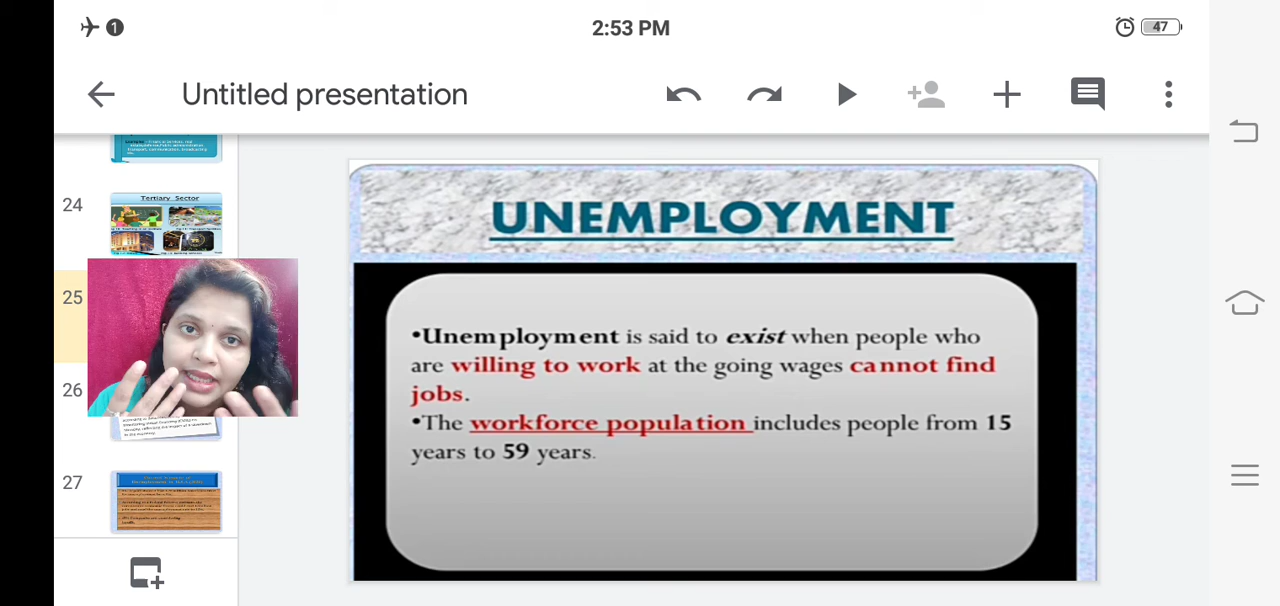 1
2:53 PM
47
Untitled presentation
24
Tertiary Sector
25
26
27
UNEMPLOYMENT
•Unemployment is said to exist when people who
are willing to work at the going wages cannot find
jobs.
•The workforce population includes people from 15
years to 59 years.